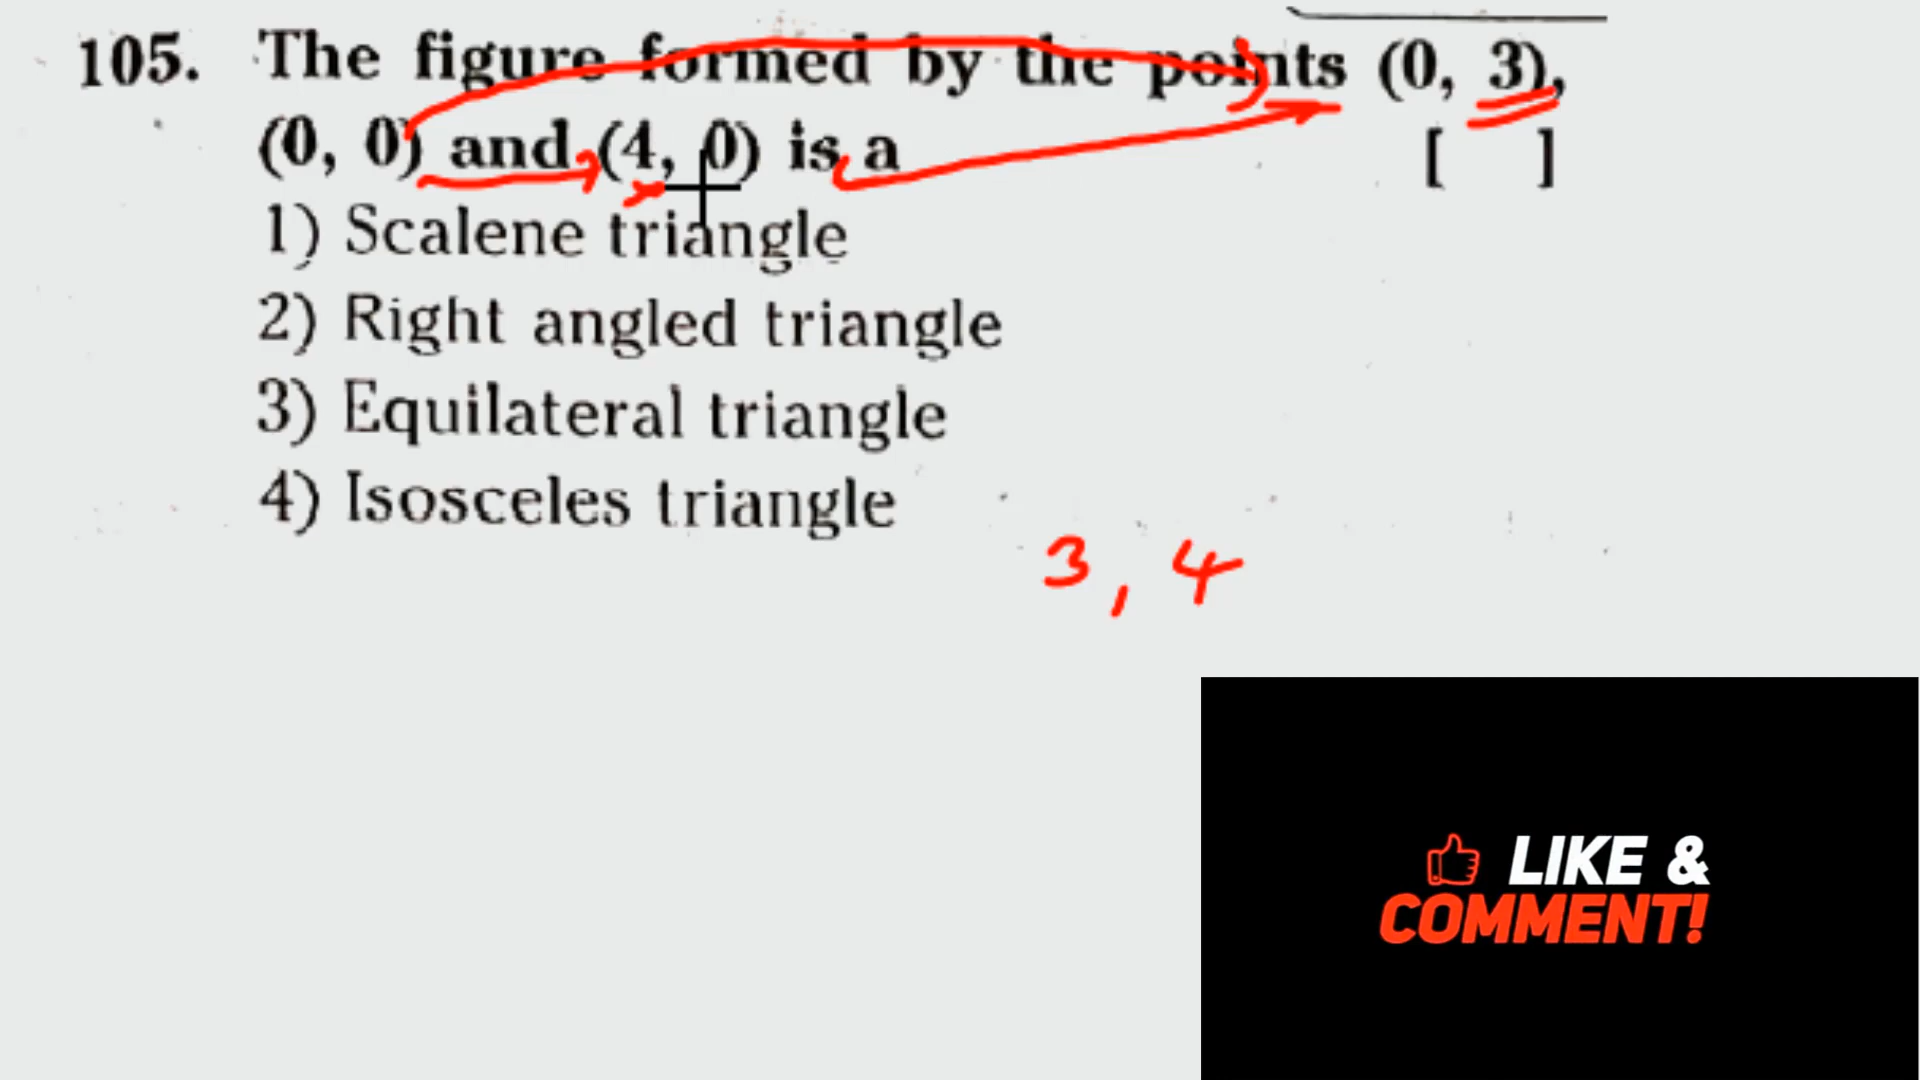 105. The figure formed by the points (0, 3),
(0, 0) and (4, 0) is a [ ]
1) Scalene triangle
2) Right angled triangle
3) Equilateral triangle
4) Isosceles triangle
3, 4
LIKE &
COMMENT!